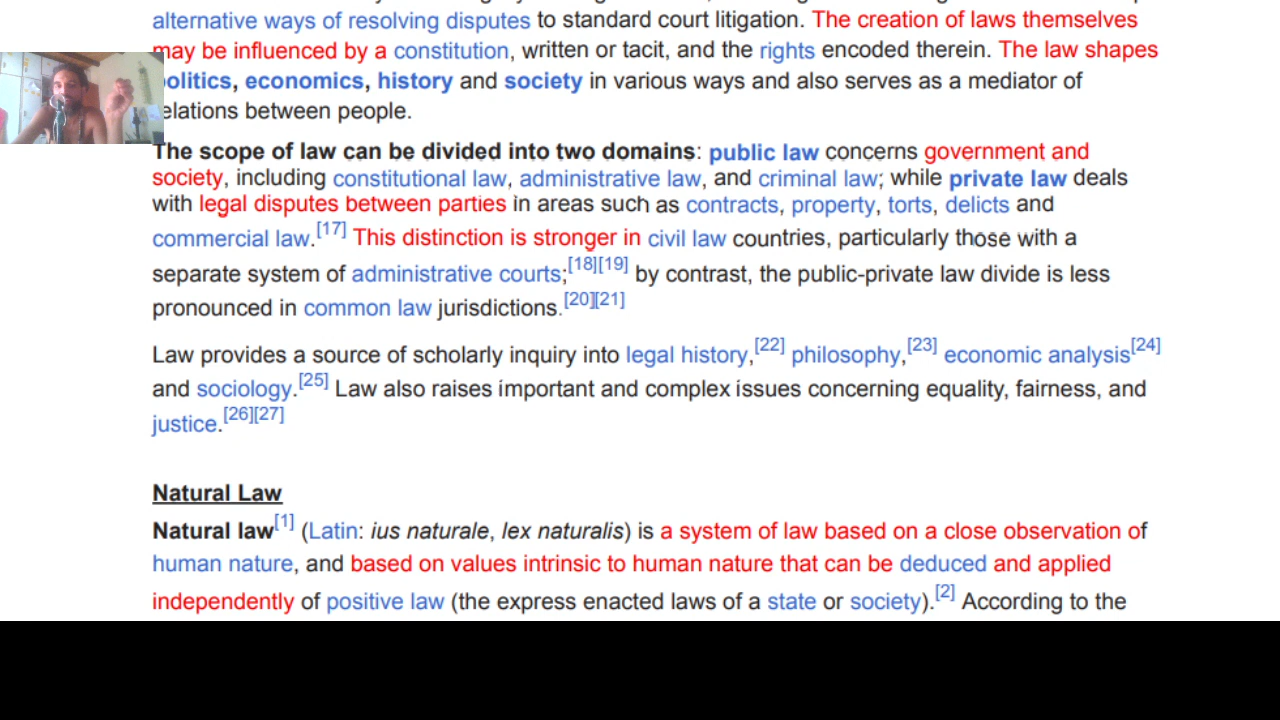 alternative ways of resolving disputes to standard court litigation. The creation of laws themselves
may be influenced by a constitution, written or tacit, and the rights encoded therein. The law shapes
politics, economics, history and society in various ways and also serves as a mediator of
relations between people.
The scope of law can be divided into two domains: public law concerns government and
society, including constitutional law, administrative law, and criminal law; while private law deals
with legal disputes between parties in areas such as contracts, property, torts, delicts and
commercial law.[17] This distinction is stronger in civil law countries, particularly those with a
separate system of administrative courts;[18][19] by contrast, the public-private law divide is less
pronounced in common law jurisdictions.[20][21]
Law provides a source of scholarly inquiry into legal history,[22] philosophy,[23] economic analysis[24]
and sociology.[25] Law also raises important and complex issues concerning equality, fairness, and
justice.[26][27]
Natural Law
Natural law[1] (Latin: ius naturale, lex naturalis) is a system of law based on a close observation of
human nature, and based on values intrinsic to human nature that can be deduced and applied
independently of positive law (the express enacted laws of a state or society).[2] According to the